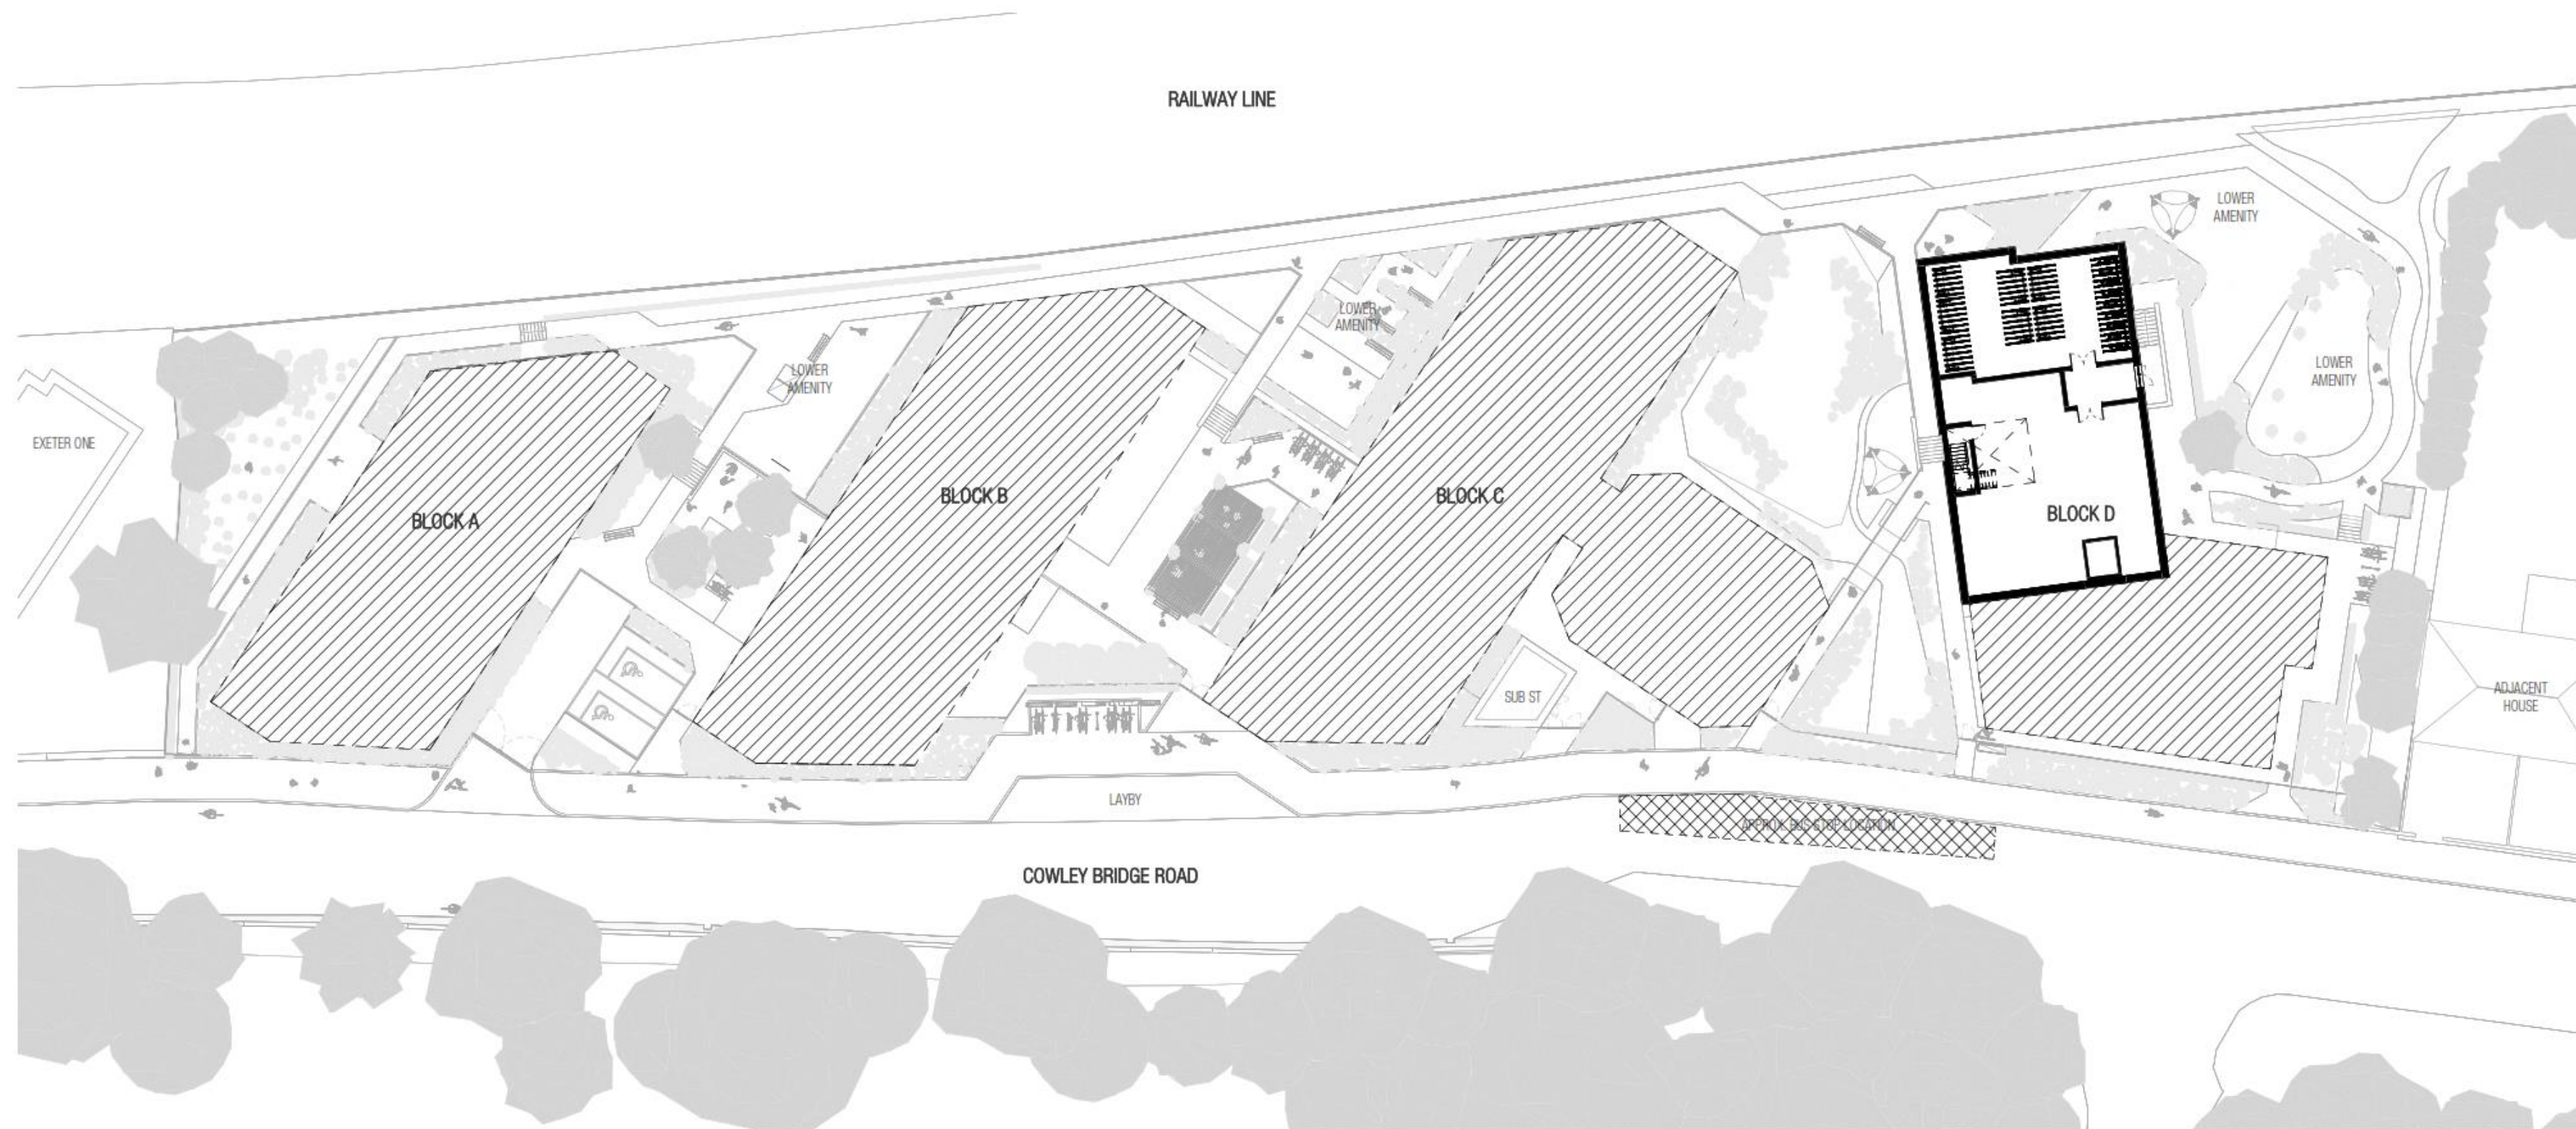 RAILWAY LINE
LOWER
AMENITY
LOWER
AMENITY
LOWER
AMENITY
LOWER
AMENITY
EXETER ONE
BLOCK A
BLOCK B
BLOCK C
BLOCK D
SUB ST
ADJACENT
HOUSE
LAYBY
APPROX. BUS STOP LOCATION
COWLEY BRIDGE ROAD